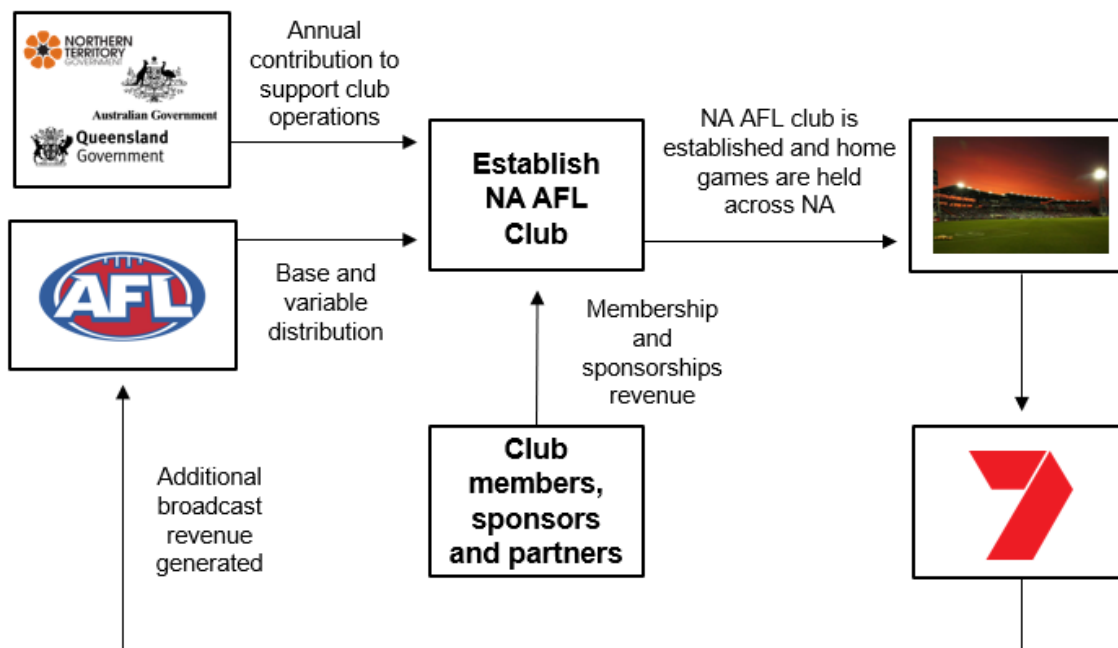 NORTHERN
TERRITORY
GOVERNMENT
Australian Government
Queensland
Government
Annual
contribution to
support club
operations
Establish
NA AFL
Club
NA AFL club is
established and home
games are held
across NA
AFL
Base and
variable
distribution
Membership
and
sponsorships
revenue
Club
members,
sponsors
and partners
Additional
broadcast
revenue
generated
7